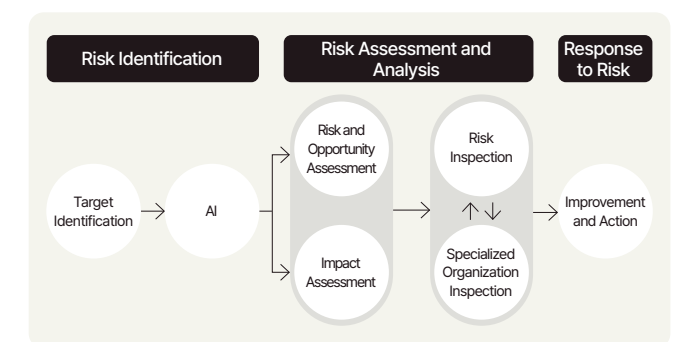 Risk Identification
Risk Assessment and
Analysis
Response
to Risk
Target
Identification
AI
Risk and
Opportunity
Assessment
Impact
Assessment
Risk
Inspection
Specialized
Organization
Inspection
Improvement
and Action